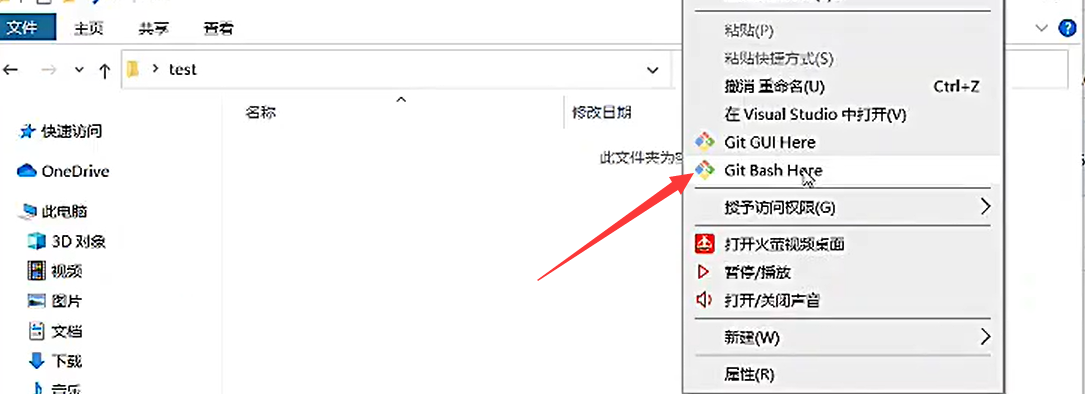 文件 主页 共享 查看
test
名称 修改日期
此文件夹为
快速访问
OneDrive
此电脑
3D 对象
视频
图片
文档
下载
音乐
粘贴(P)
粘贴快捷方式(S)
撤消 重命名(U) Ctrl+Z
在 Visual Studio 中打开(V)
Git GUI Here
Git Bash Here
授予访问权限(G)
打开火萤视频桌面
暂停/播放
打开/关闭声音
新建(W)
属性(R)